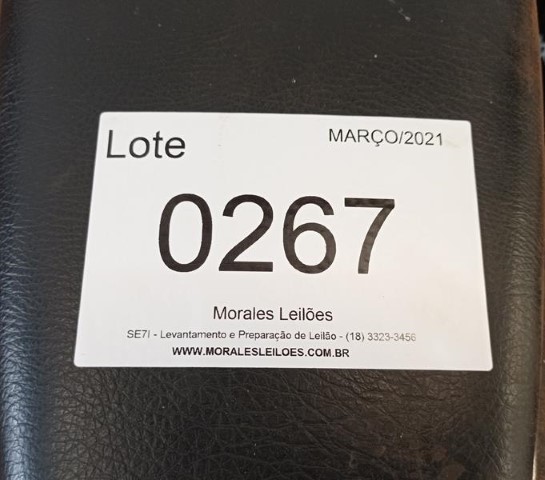 Lote
MARÇO/2021
0267
Morales Leilões
SE7I - Levantamento e Preparação de Leilão - (18) 3323-3456
WWW.MORALESLEILOES.COM.BR